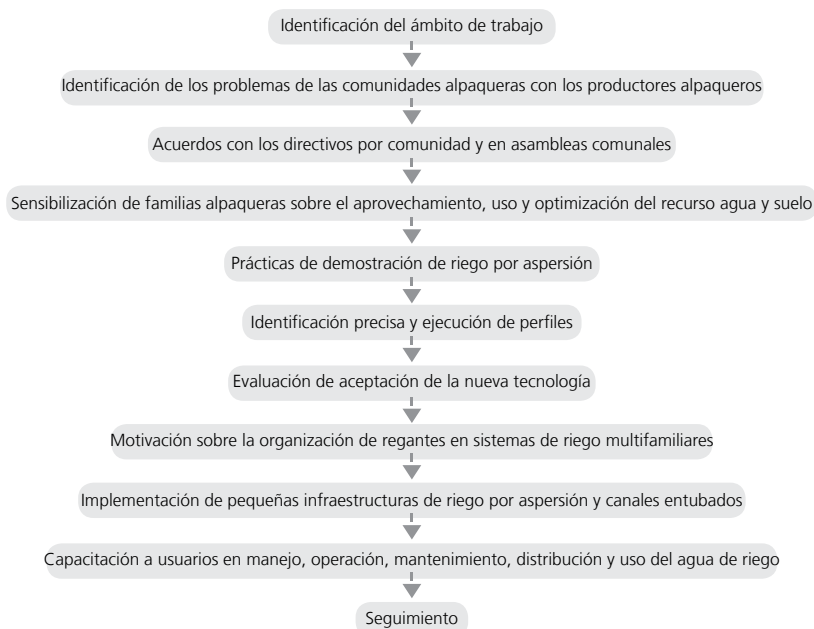 Identificación del ámbito de trabajo
Identificación de los problemas de las comunidades alpaqueras con los productores alpaqueros
Acuerdos con los directivos por comunidad y en asambleas comunales
Sensibilización de familias alpaqueras sobre el aprovechamiento, uso y optimización del recurso agua y suelo
Prácticas de demostración de riego por aspersión
Identificación precisa y ejecución de perfiles
Evaluación de aceptación de la nueva tecnología
Motivación sobre la organización de regantes en sistemas de riego multifamiliares
Implementación de pequeñas infraestructuras de riego por aspersión y canales entubados
Capacitación a usuarios en manejo, operación, mantenimiento, distribución y uso del agua de riego
Seguimiento